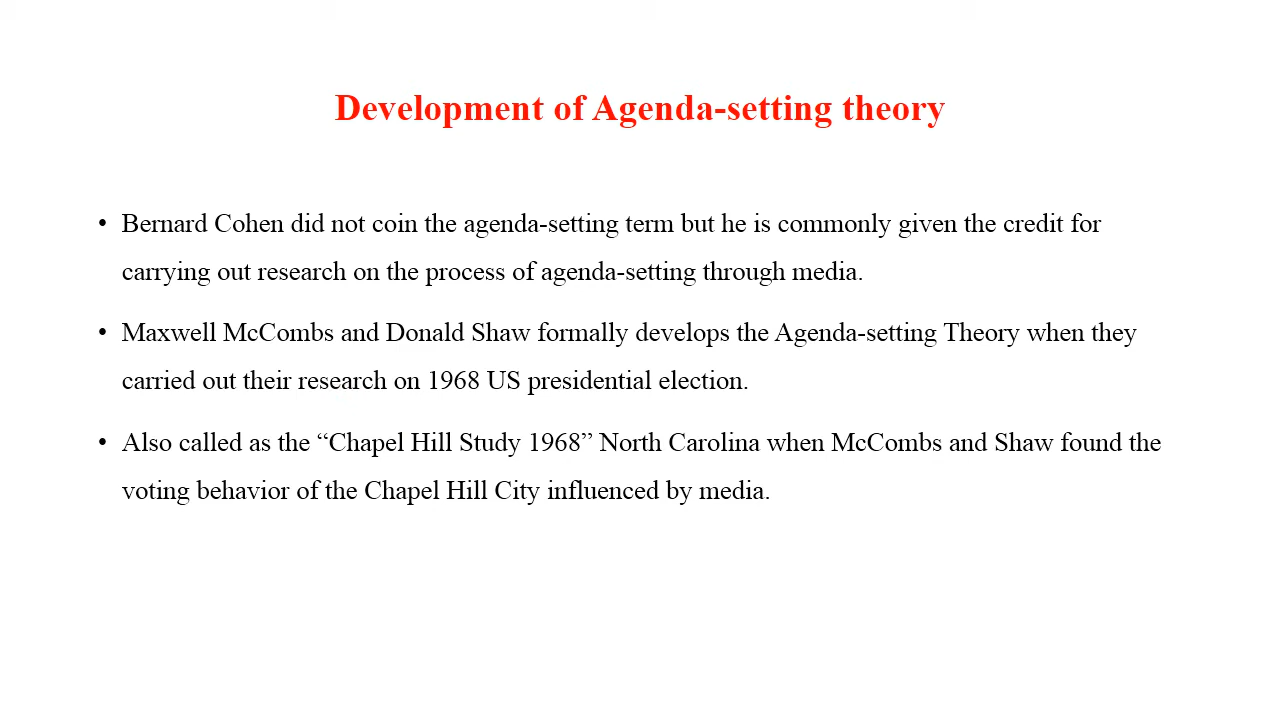 Development of Agenda-setting theory
• Bernard Cohen did not coin the agenda-setting term but he is commonly given the credit for
carrying out research on the process of agenda-setting through media.
• Maxwell McCombs and Donald Shaw formally develops the Agenda-setting Theory when they
carried out their research on 1968 US presidential election.
• Also called as the “Chapel Hill Study 1968” North Carolina when McCombs and Shaw found the
voting behavior of the Chapel Hill City influenced by media.